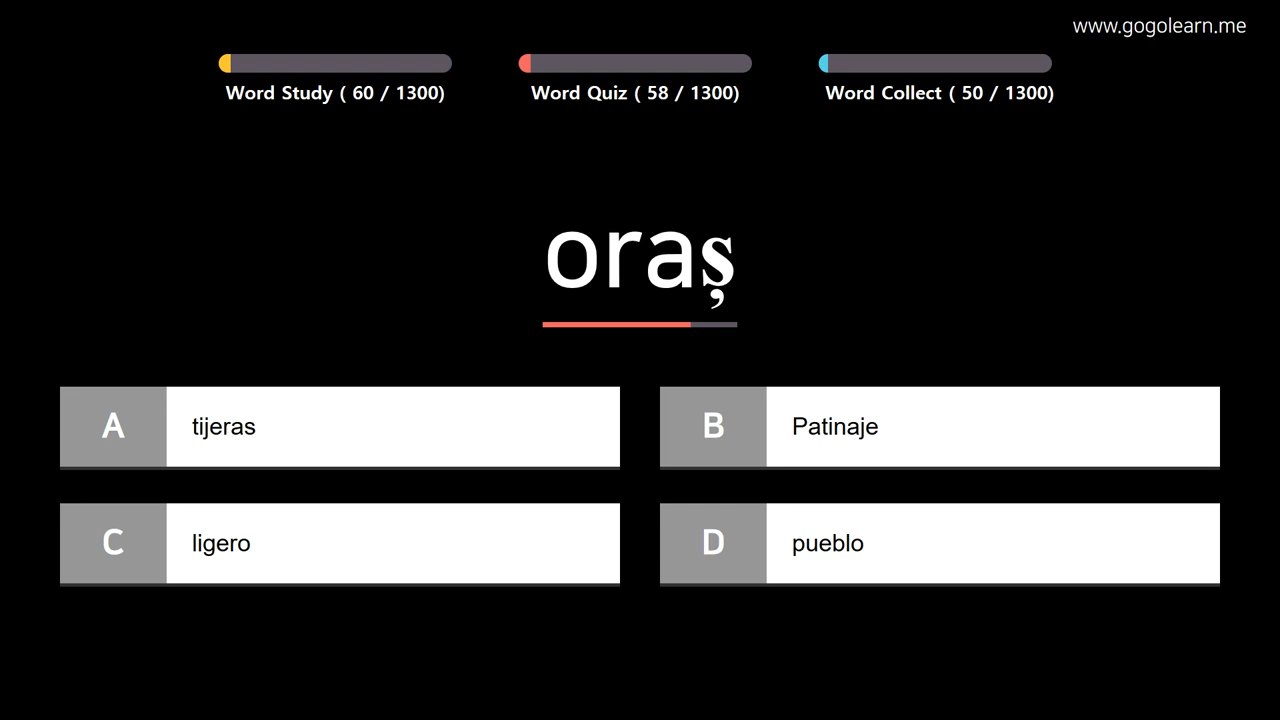 www.gogolearn.me
Word Study ( 60 / 1300)
Word Quiz ( 58 / 1300)
Word Collect ( 50 / 1300)
oraș
A tijeras
B Patinaje
C ligero
D pueblo